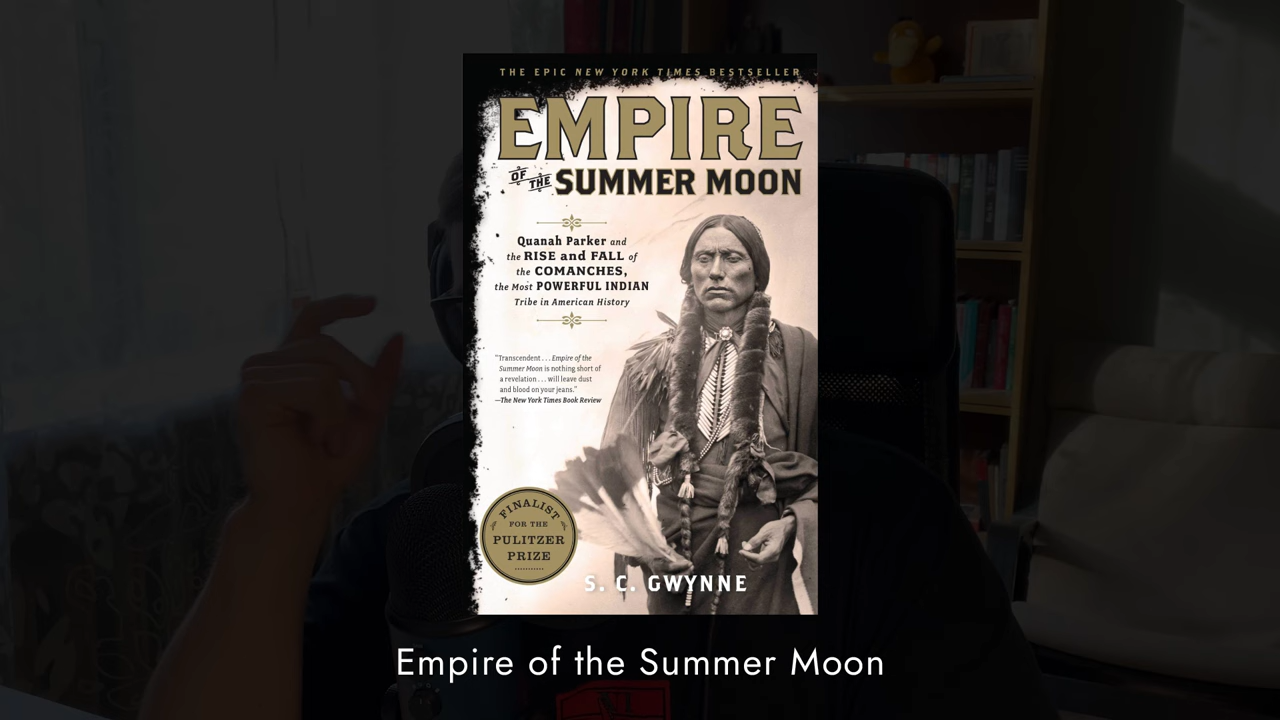 THE EPIC NEW YORK TIMES BESTSELLER
EMPIRE
OF THE SUMMER MOON
Quanah Parker and
the RISE and FALL of
the COMANCHES,
the Most POWERFUL INDIAN
Tribe in American History
"Transcendent . . . Empire of the
Summer Moon is nothing short of
a revelation . . . will leave dust
and blood on your jeans."
—The New York Times Book Review
FINALIST
FOR THE
PULITZER
PRIZE
S. C. GWYNNE
Empire of the Summer Moon